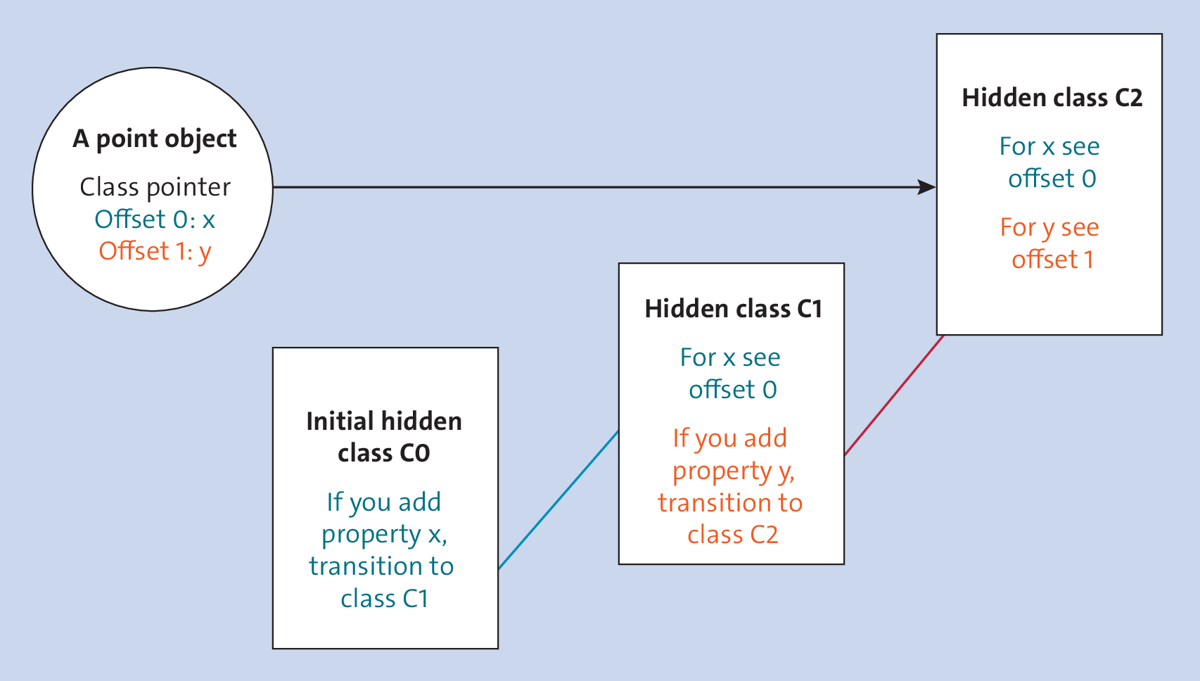 A point object
Class pointer
Offset 0: x
Offset 1: y
Initial hidden
class C0
If you add
property x,
transition to
class C1
Hidden class C1
For x see
offset 0
If you add
property y,
transition to
class C2
Hidden class C2
For x see
offset 0
For y see
offset 1